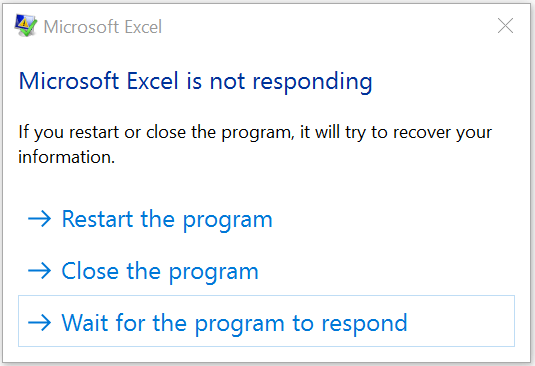 Microsoft Excel
Microsoft Excel is not responding
If you restart or close the program, it will try to recover your
information.
Restart the program
Close the program
Wait for the program to respond